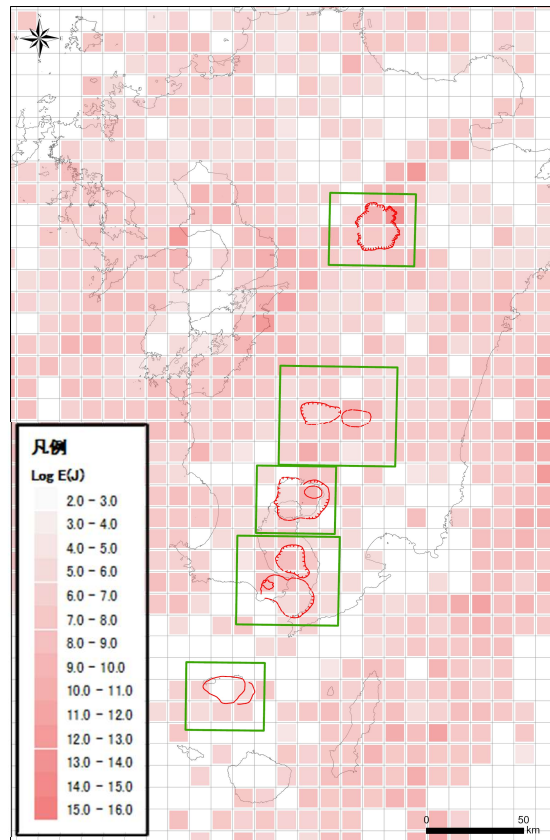 N
W
E
S
凡例
Log E(J)
2.0 - 3.0
3.0 - 4.0
4.0 - 5.0
5.0 - 6.0
6.0 - 7.0
7.0 - 8.0
8.0 - 9.0
9.0 - 10.0
10.0 - 11.0
11.0 - 12.0
12.0 - 13.0
13.0 - 14.0
14.0 - 15.0
15.0 - 16.0
0 50
km